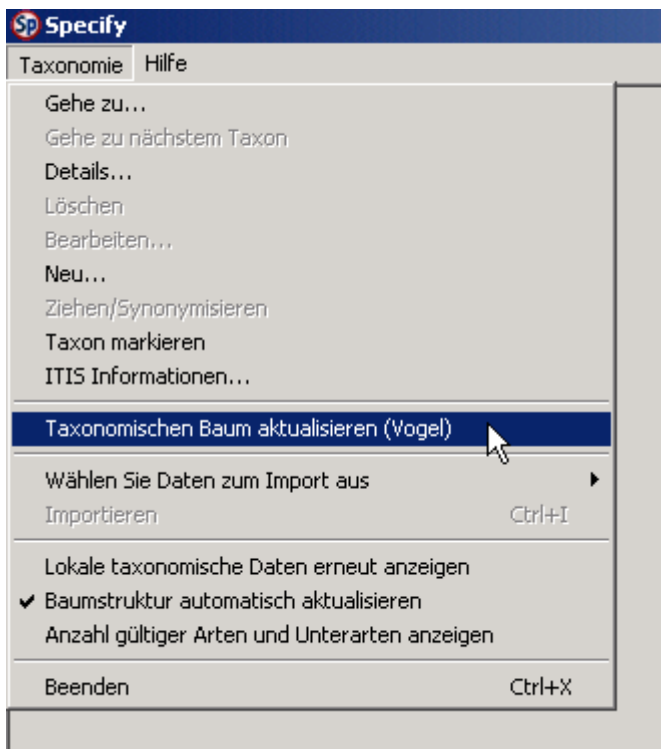 Sp Specify
Taxonomie Hilfe
Gehe zu...
Gehe zu nächstem Taxon
Details...
Löschen
Bearbeiten...
Neu...
Ziehen/Synonymisieren
Taxon markieren
ITIS Informationen...
Taxonomischen Baum aktualisieren (Vogel)
Wählen Sie Daten zum Import aus
Importieren Ctrl+I
Lokale taxonomische Daten erneut anzeigen
Baumstruktur automatisch aktualisieren
Anzahl gültiger Arten und Unterarten anzeigen
Beenden Ctrl+X